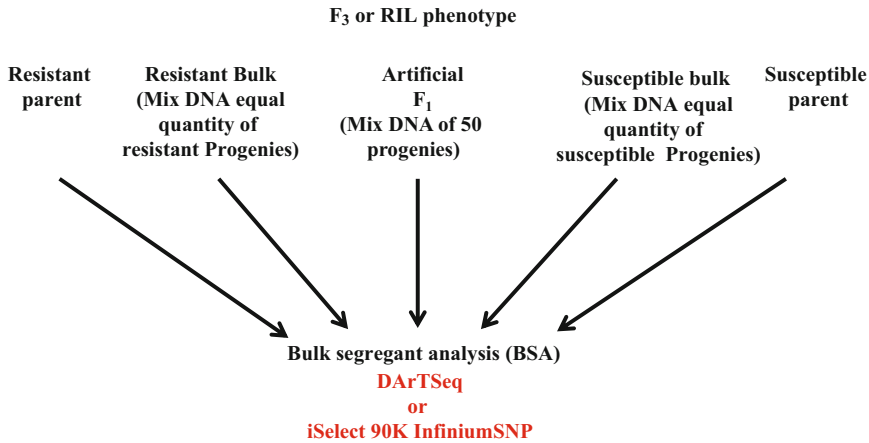 F3 or RIL phenotype
Resistant
parent
Resistant Bulk
(Mix DNA equal
quantity of
resistant Progenies)
Artificial
F1
(Mix DNA of 50
progenies)
Susceptible bulk
(Mix DNA equal
quantity of
susceptible Progenies)
Susceptible
parent
Bulk segregant analysis (BSA)
DArTSeq
or
iSelect 90K InfiniumSNP